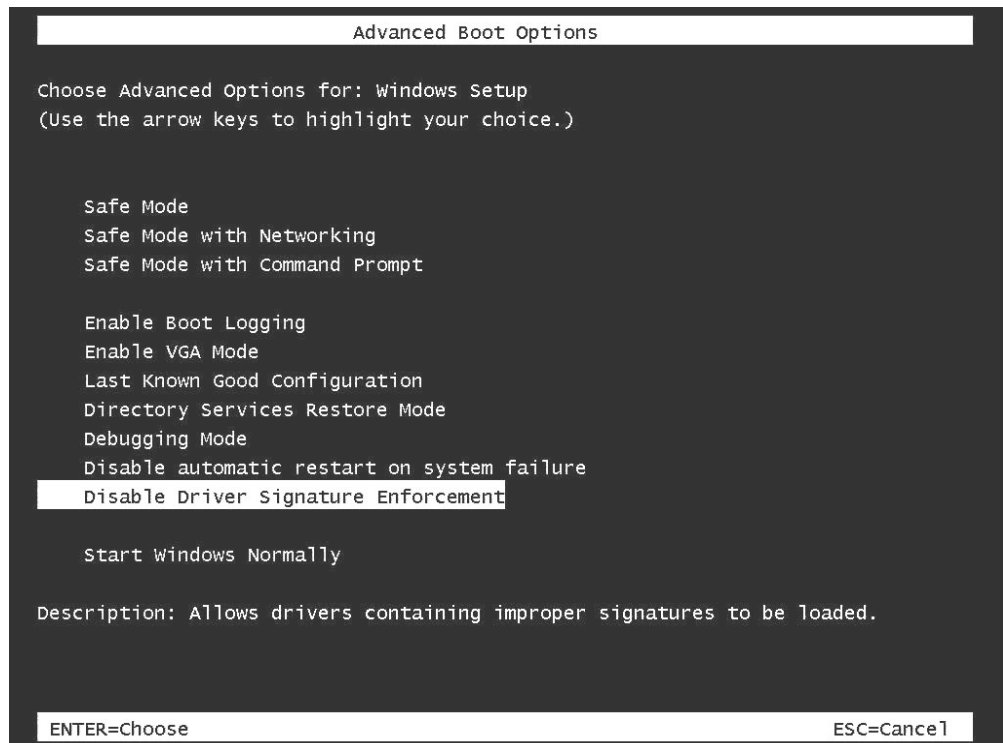 Advanced Boot Options
Choose Advanced Options for: Windows Setup
(Use the arrow keys to highlight your choice.)
Safe Mode
Safe Mode with Networking
Safe Mode with Command Prompt
Enable Boot Logging
Enable VGA Mode
Last Known Good Configuration
Directory Services Restore Mode
Debugging Mode
Disable automatic restart on system failure
Disable Driver Signature Enforcement
Start Windows Normally
Description: Allows drivers containing improper signatures to be loaded.
ENTER=Choose ESC=Cancel